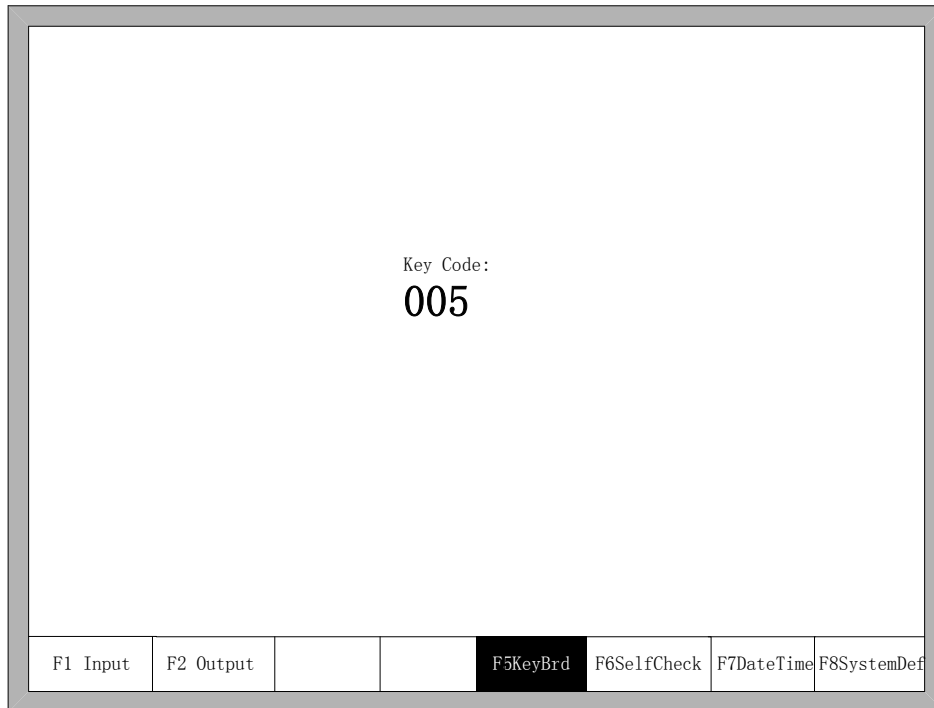 Key Code:
005
F1 Input F2 Output F5KeyBrd F6SelfCheck F7DateTime F8SystemDef